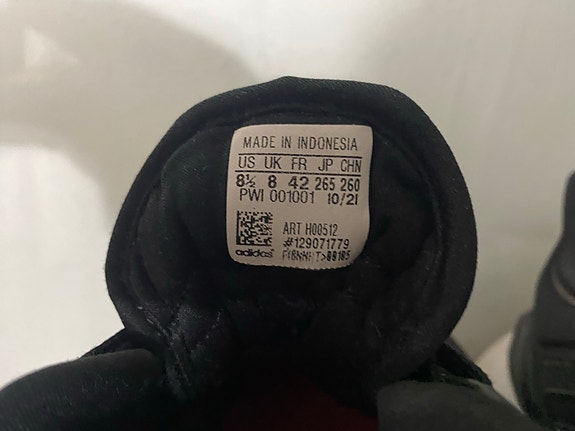 MADE IN INDONESIA
US UK FR JP CHN
8½ 8 42 265 260
PWI 001001 10/21
ART H00512
#129071779
adidas